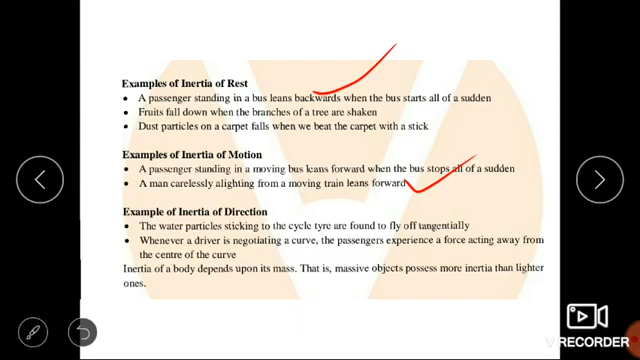 Examples of Inertia of Rest
• A passenger standing in a bus leans backwards when the bus starts all of a sudden
• Fruits fall down when the branches of a tree are shaken
• Dust particles on a carpet falls when we beat the carpet with a stick
Examples of Inertia of Motion
• A passenger standing in a moving bus leans forward when the bus stops all of a sudden
• A man carelessly alighting from a moving train leans forward
Example of Inertia of Direction
• The water particles sticking to the cycle tyre are found to fly off tangentially
• Whenever a driver is negotiating a curve, the passengers experience a force acting away from
the centre of the curve
Inertia of a body depends upon its mass. That is, massive objects possess more inertia than lighter
ones.
V RECORDER